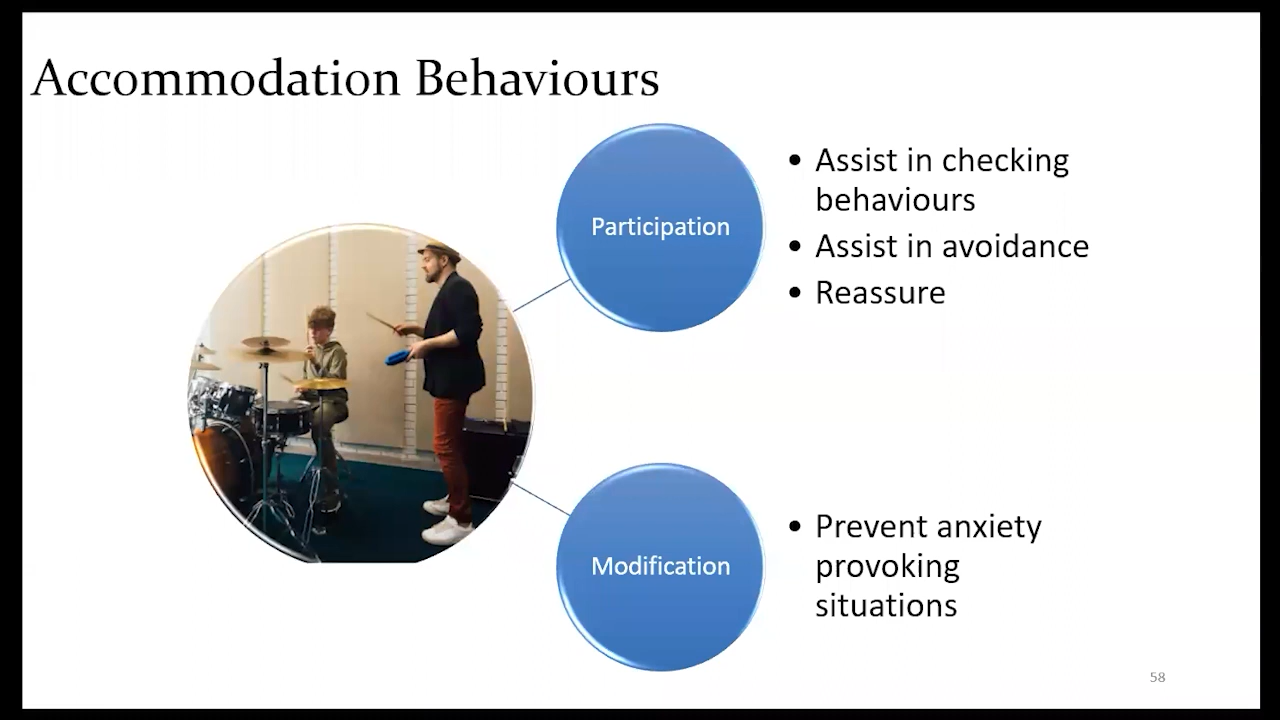 Accommodation Behaviours
Participation
• Assist in checking
behaviours
• Assist in avoidance
• Reassure
Modification
• Prevent anxiety
provoking
situations
58